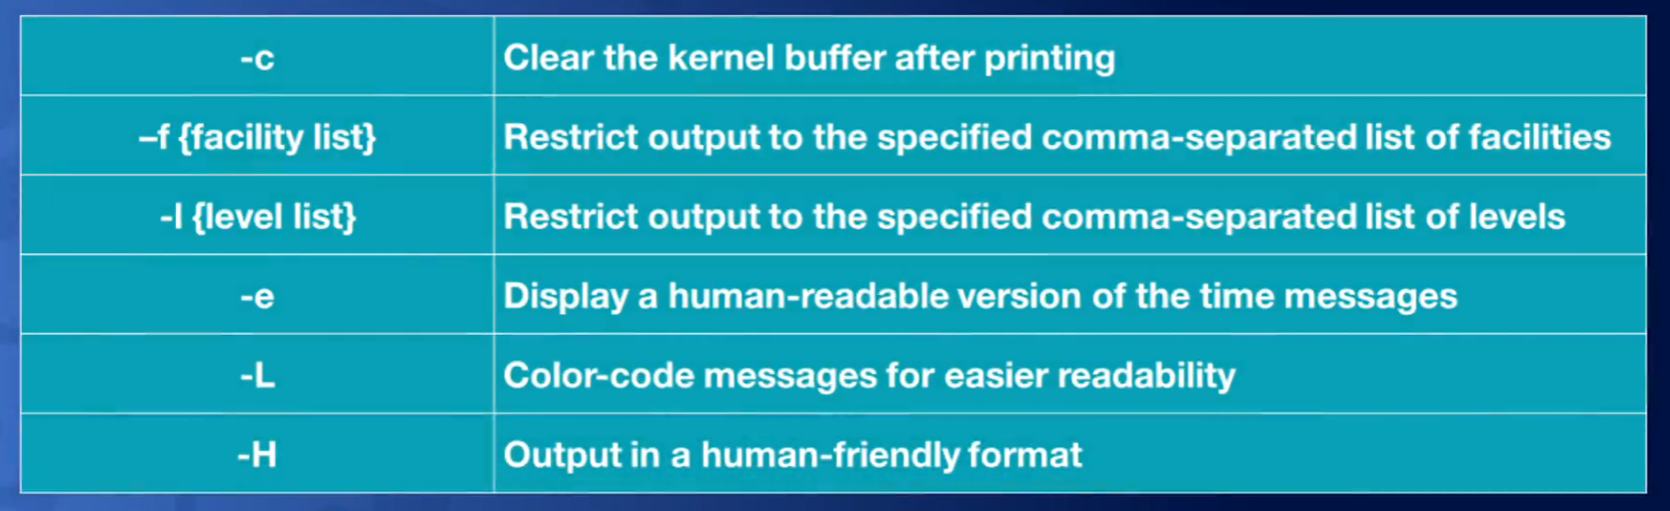 -c Clear the kernel buffer after printing
–f {facility list} Restrict output to the specified comma-separated list of facilities
-l {level list} Restrict output to the specified comma-separated list of levels
-e Display a human-readable version of the time messages
-L Color-code messages for easier readability
-H Output in a human-friendly format